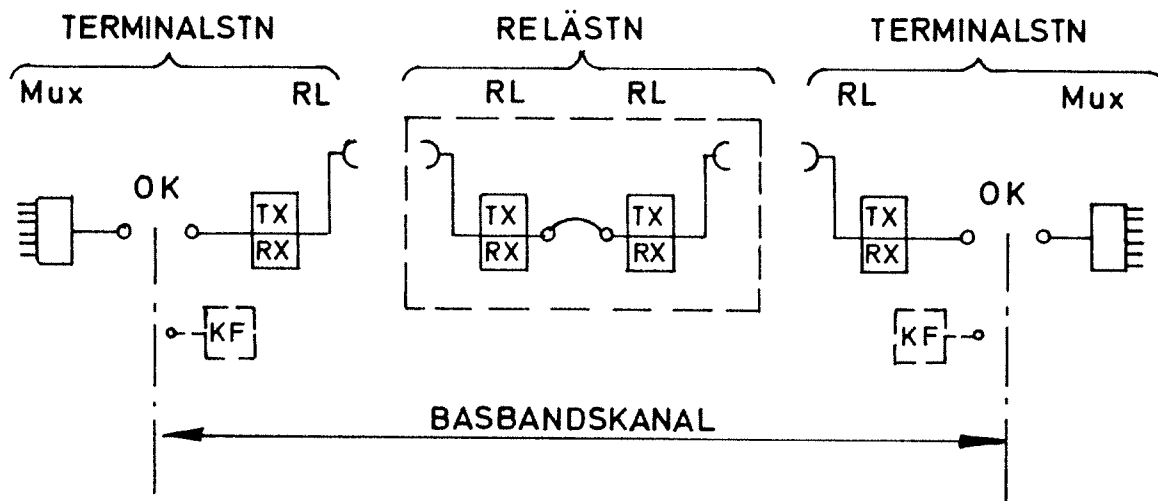 TERMINALSTN RELÄSTN TERMINALSTN
Mux RL RL RL RL Mux
OK OK
TX TX TX TX
RX RX RX RX
KF KF
BASBANDSKANAL